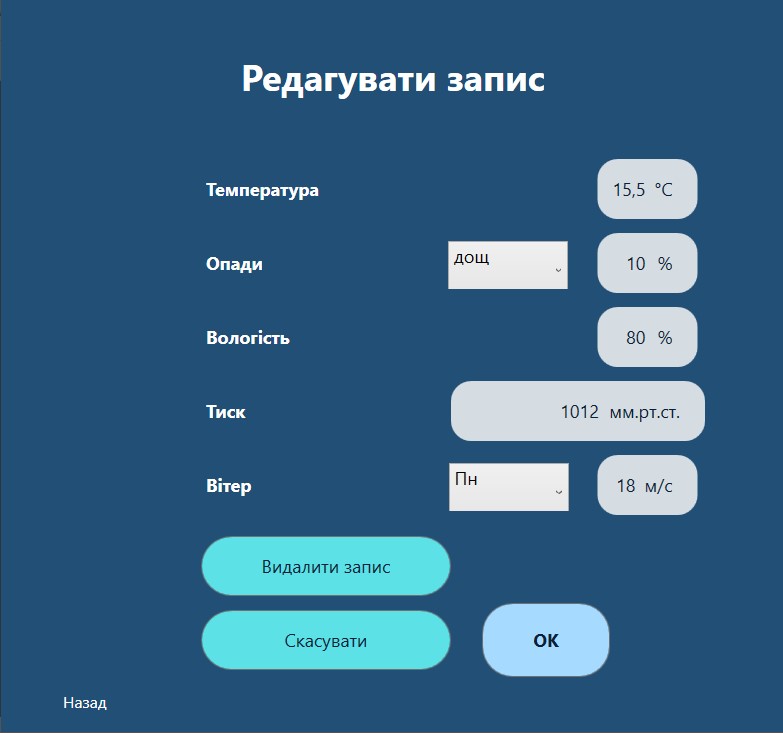 Редагувати запис
Температура 15,5 °C
Опади дощ 10 %
Вологість 80 %
Тиск 1012 мм.рт.ст.
Вітер Пн 18 м/с
Видалити запис
Скасувати ОК
Назад